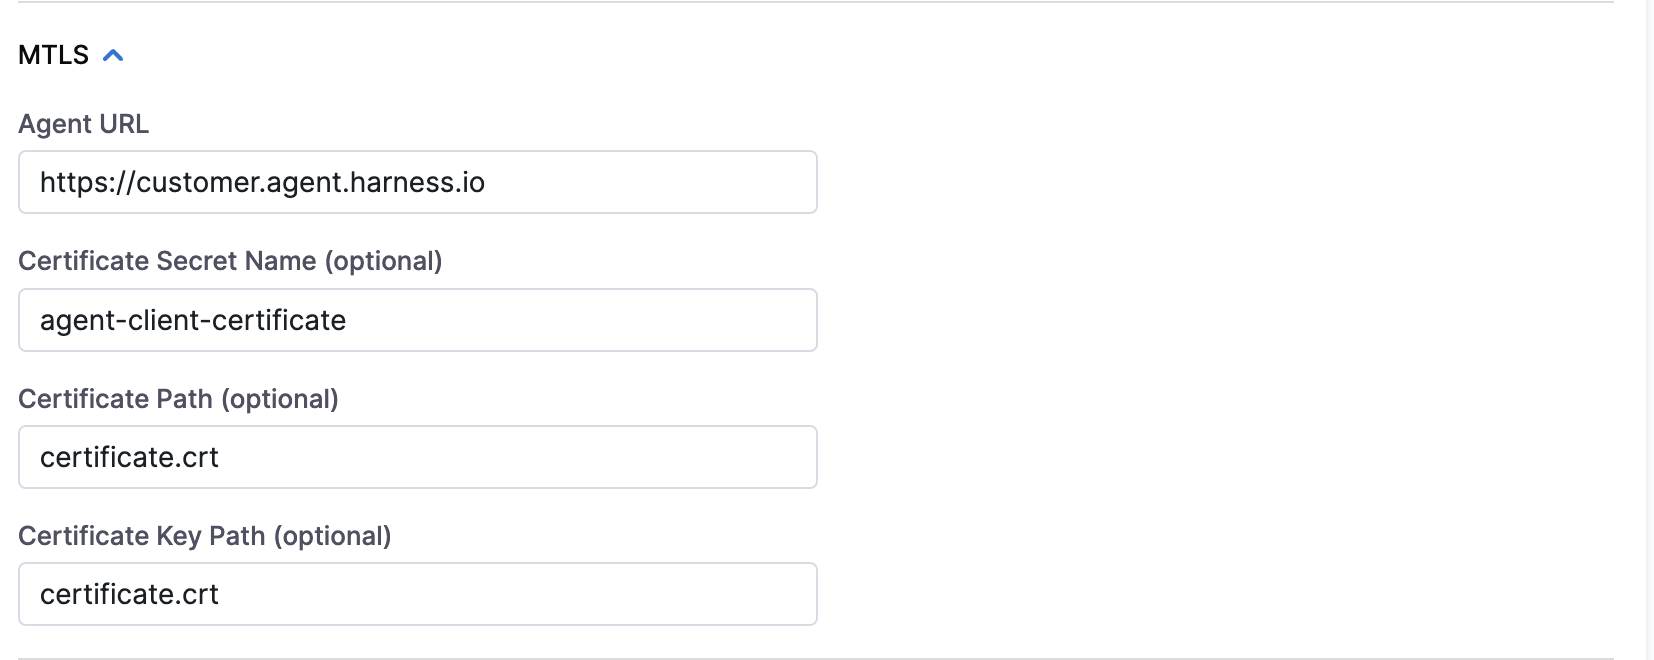 MTLS
Agent URL
https://customer.agent.harness.io
Certificate Secret Name (optional)
agent-client-certificate
Certificate Path (optional)
certificate.crt
Certificate Key Path (optional)
certificate.crt